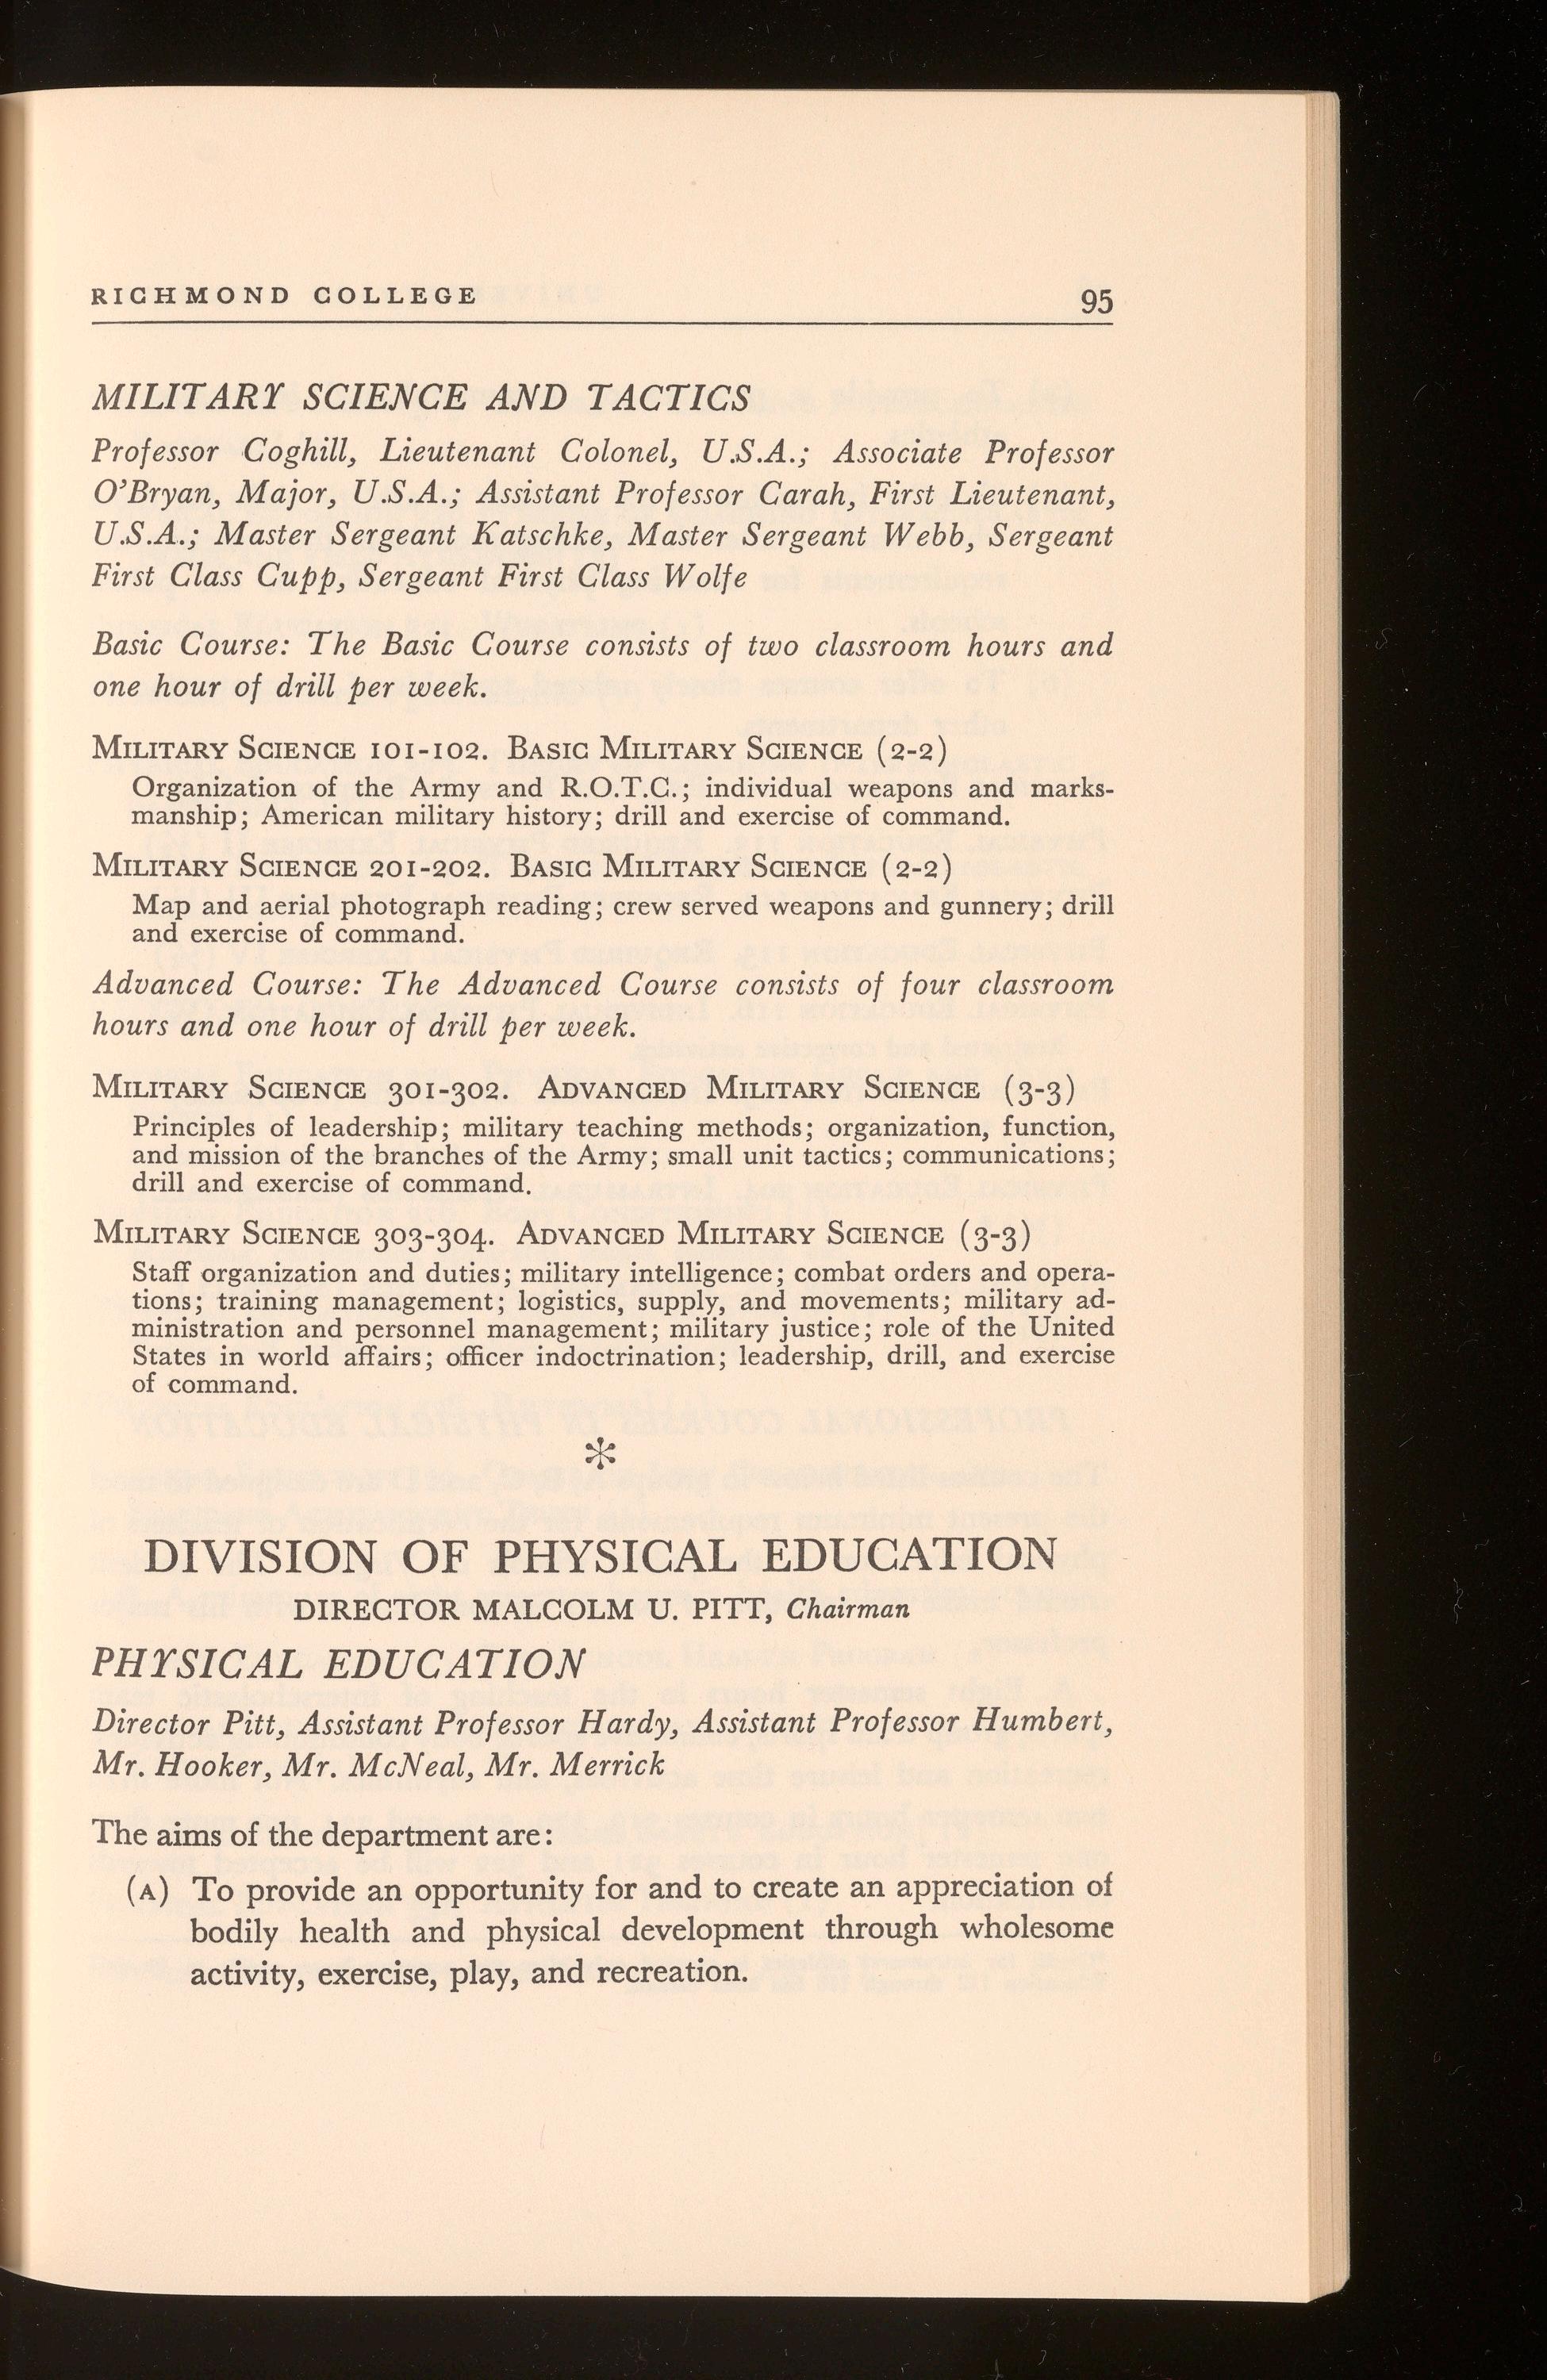 RICHMOND COLLEGE 95
MILITARY SCIENCE AND TACTICS
Professor Coghill, Lieutenant Colonel, U.S.A.; Associate Professor
O'Bryan, Major, U.S.A.; Assistant Professor Carah, First Lieutenant,
U.S.A.; Master Sergeant Katschke, Master Sergeant Webb, Sergeant
First Class Cupp, Sergeant First Class Wolfe
Basic Course: The Basic Course consists of two classroom hours and
one hour of drill per week.
MILITARY SCIENCE 101-102. BASIC MILITARY SCIENCE (2-2)
Organization of the Army and R.O.T.C.; individual weapons and marks-
manship; American military history; drill and exercise of command.
MILITARY SCIENCE 201-202. BASIC MILITARY SCIENCE (2-2)
Map and aerial photograph reading; crew served weapons and gunnery; drill
and exercise of command.
Advanced Course: The Advanced Course consists of four classroom
hours and one hour of drill per week.
MILITARY SCIENCE 301-302. ADVANCED MILITARY SCIENCE (3-3)
Principles of leadership; military teaching methods; organization, function,
and mission of the branches of the Army; small unit tactics; communications;
drill and exercise of command.
MILITARY SCIENCE 303-304. ADVANCED MILITARY SCIENCE (3-3)
Staff organization and duties; military intelligence; combat orders and opera-
tions; training management; logistics, supply, and movements; military ad-
ministration and personnel management; military justice; role of the United
States in world affairs; officer indoctrination; leadership, drill, and exercise
of command.
*
DIVISION OF PHYSICAL EDUCATION
DIRECTOR MALCOLM U. PITT, Chairman
PHYSICAL EDUCATION
Director Pitt, Assistant Professor Hardy, Assistant Professor Humbert,
Mr. Hooker, Mr. McNeal, Mr. Merrick
The aims of the department are:
(A) To provide an opportunity for and to create an appreciation of
bodily health and physical development through wholesome
activity, exercise, play, and recreation.